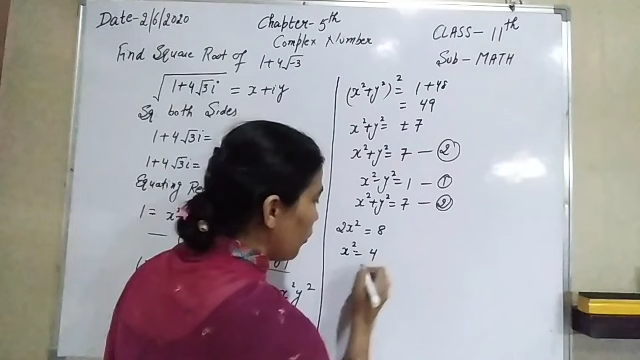 Date-2/6/2020
Chapter-5th
Complex Number
CLASS-11th
Sub-MATH
Find Square Root of 1+4√-3
√1+4√3i = x+iy
Sq both Sides
1+4√3i =
1+4√3i =
Equating
1 = x²
x²y²
(x²+y²)² = 1+48
= 49
x²+y² = ±7
x²+y² = 7 — ②
x²-y² = 1 — ①
x²+y² = 7 — ②
2x² = 8
x² = 4